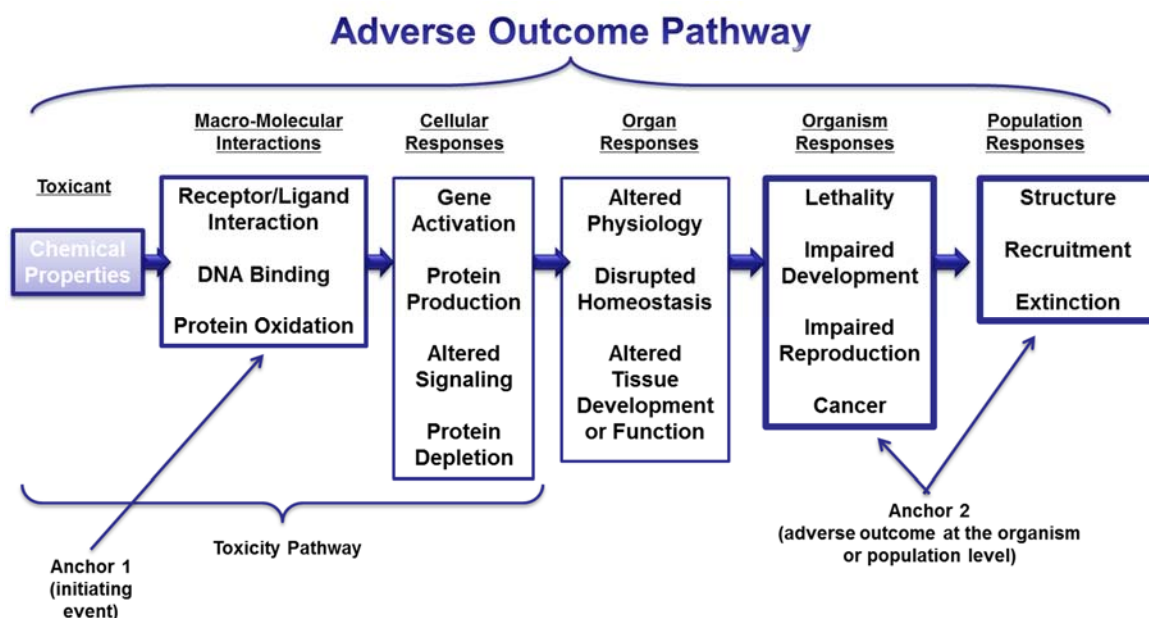 Adverse Outcome Pathway
Macro-Molecular
Interactions
Cellular
Responses
Organ
Responses
Organism
Responses
Population
Responses
Toxicant
Chemical
Properties
Receptor/Ligand
Interaction
DNA Binding
Protein Oxidation
Gene
Activation
Protein
Production
Altered
Signaling
Protein
Depletion
Altered
Physiology
Disrupted
Homeostasis
Altered
Tissue
Development
or Function
Lethality
Impaired
Development
Impaired
Reproduction
Cancer
Structure
Recruitment
Extinction
Toxicity Pathway
Anchor 1
(initiating
event)
Anchor 2
(adverse outcome at the organism
or population level)